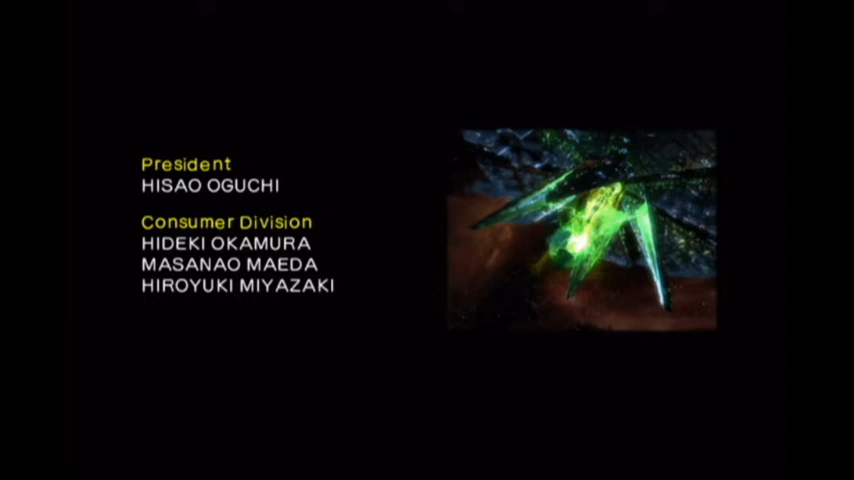 President
HISAO OGUCHI
Consumer Division
HIDEKI OKAMURA
MASANAO MAEDA
HIROYUKI MIYAZAKI